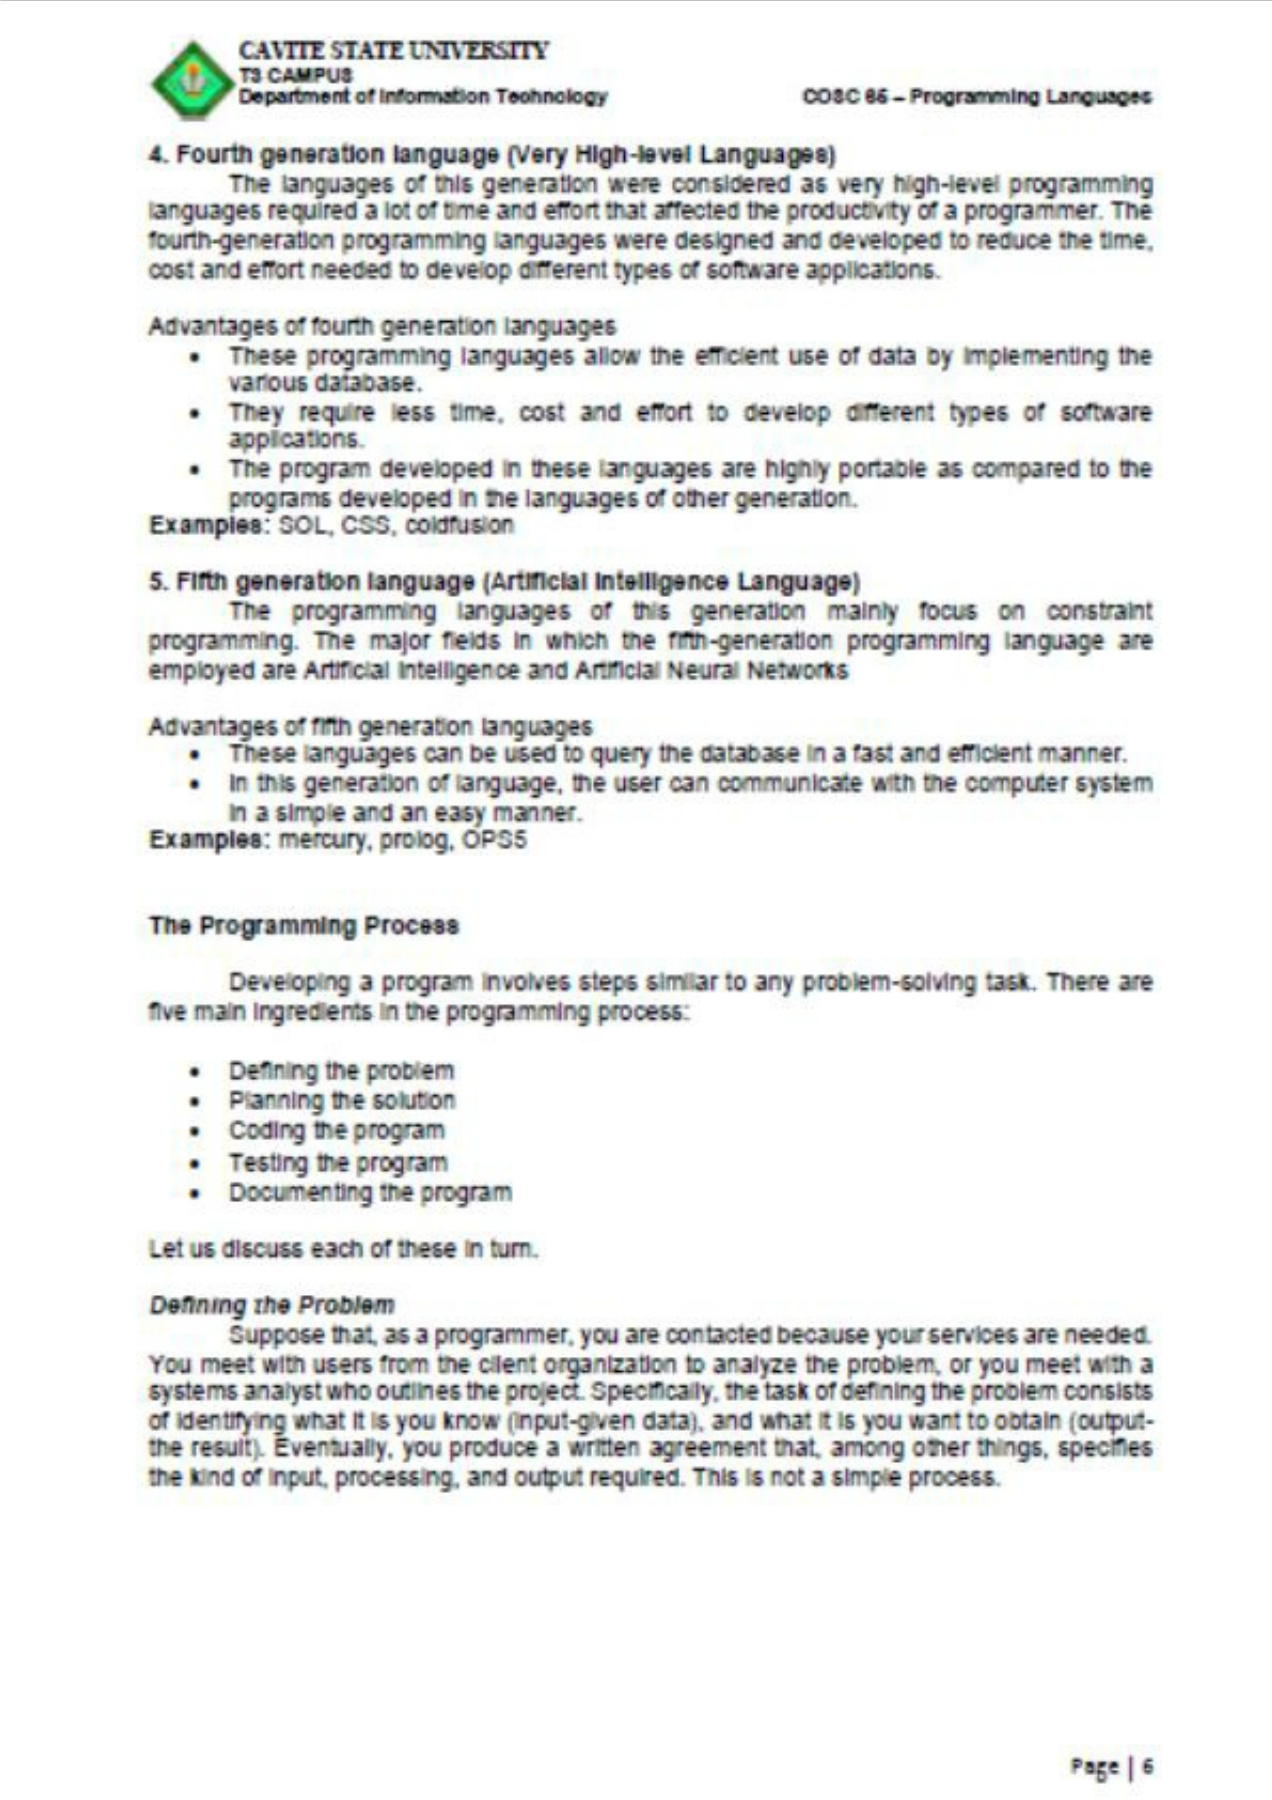 CAVITE STATE UNIVERSITY
T3 CAMPUS
Department of Information Technology COSC 65 – Programming Languages
4. Fourth generation language (Very High-level Languages)
The languages of this generation were considered as very high-level programming
languages required a lot of time and effort that affected the productivity of a programmer. The
fourth-generation programming languages were designed and developed to reduce the time,
cost and effort needed to develop different types of software applications.
Advantages of fourth generation languages
• These programming languages allow the efficient use of data by implementing the
various database.
• They require less time, cost and effort to develop different types of software
applications.
• The program developed in these languages are highly portable as compared to the
programs developed in the languages of other generation.
Examples: SOL, CSS, coldfusion
5. Fifth generation language (Artificial Intelligence Language)
The programming languages of this generation mainly focus on constraint
programming. The major fields in which the fifth-generation programming language are
employed are Artificial Intelligence and Artificial Neural Networks
Advantages of fifth generation languages
• These languages can be used to query the database in a fast and efficient manner.
• In this generation of language, the user can communicate with the computer system
in a simple and an easy manner.
Examples: mercury, prolog, OPS5
The Programming Process
Developing a program involves steps similar to any problem-solving task. There are
five main ingredients in the programming process:
• Defining the problem
• Planning the solution
• Coding the program
• Testing the program
• Documenting the program
Let us discuss each of these in turn.
Defining the Problem
Suppose that, as a programmer, you are contacted because your services are needed.
You meet with users from the client organization to analyze the problem, or you meet with a
systems analyst who outlines the project. Specifically, the task of defining the problem consists
of identifying what it is you know (input-given data), and what it is you want to obtain (output-
the result). Eventually, you produce a written agreement that, among other things, specifies
the kind of input, processing, and output required. This is not a simple process.
Page | 6